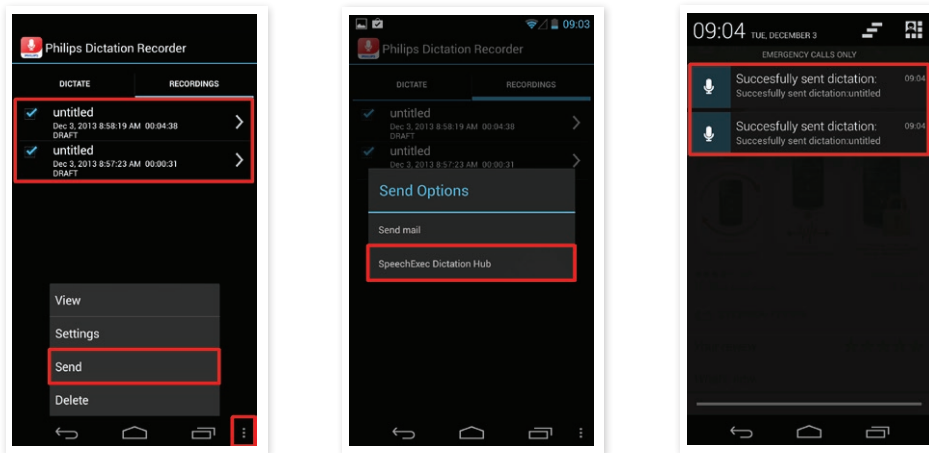 Philips Dictation Recorder
DICTATE RECORDINGS
untitled
Dec 3, 2013 8:58:19 AM 00:04:38
DRAFT
untitled
Dec 3, 2013 8:57:23 AM 00:00:31
DRAFT
View
Settings
Send
Delete
09:03
Philips Dictation Recorder
DICTATE RECORDINGS
untitled
Dec 3, 2013 8:58:19 AM 00:04:38
DRAFT
untitled
Dec 3, 2013 8:57:23 AM 00:00:31
Send Options
Send mail
SpeechExec Dictation Hub
09:04 TUE, DECEMBER 3
EMERGENCY CALLS ONLY
Succesfully sent dictation: 09:04
Succesfully sent dictation:untitled
Succesfully sent dictation: 09:04
Succesfully sent dictation:untitled